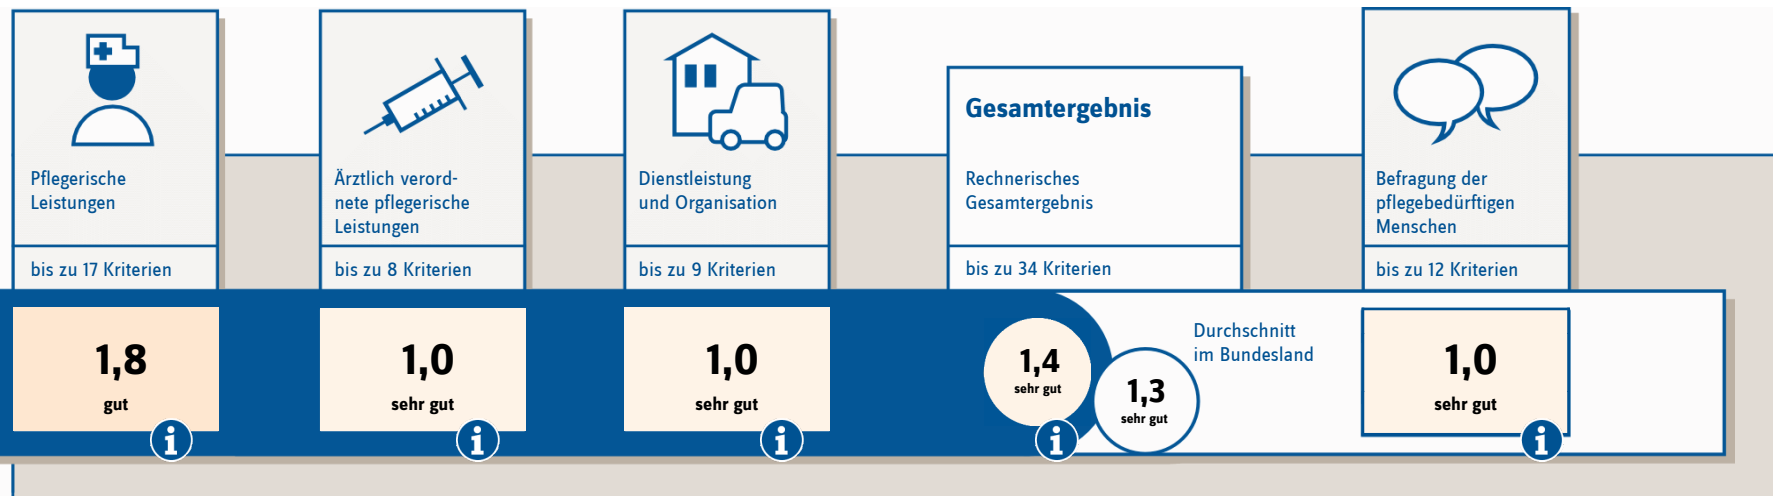 Pflegerische
Leistungen
bis zu 17 Kriterien
1,8
gut
i
Ärztlich verord-
nete pflegerische
Leistungen
bis zu 8 Kriterien
1,0
sehr gut
i
Dienstleistung
und Organisation
bis zu 9 Kriterien
1,0
sehr gut
i
Gesamtergebnis
Rechnerisches
Gesamtergebnis
bis zu 34 Kriterien
1,4
sehr gut
i
Durchschnitt
im Bundesland
1,3
sehr gut
Befragung der
pflegebedürftigen
Menschen
bis zu 12 Kriterien
1,0
sehr gut
i